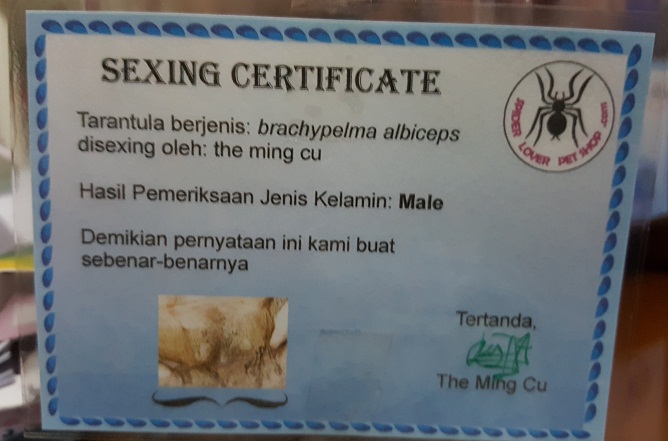 SEXING CERTIFICATE
SPIDER LOVER PET SHOP .com
Tarantula berjenis: brachypelma albiceps
disexing oleh: the ming cu
Hasil Pemeriksaan Jenis Kelamin: Male
Demikian pernyataan ini kami buat
sebenar-benarnya
Tertanda,
The Ming Cu